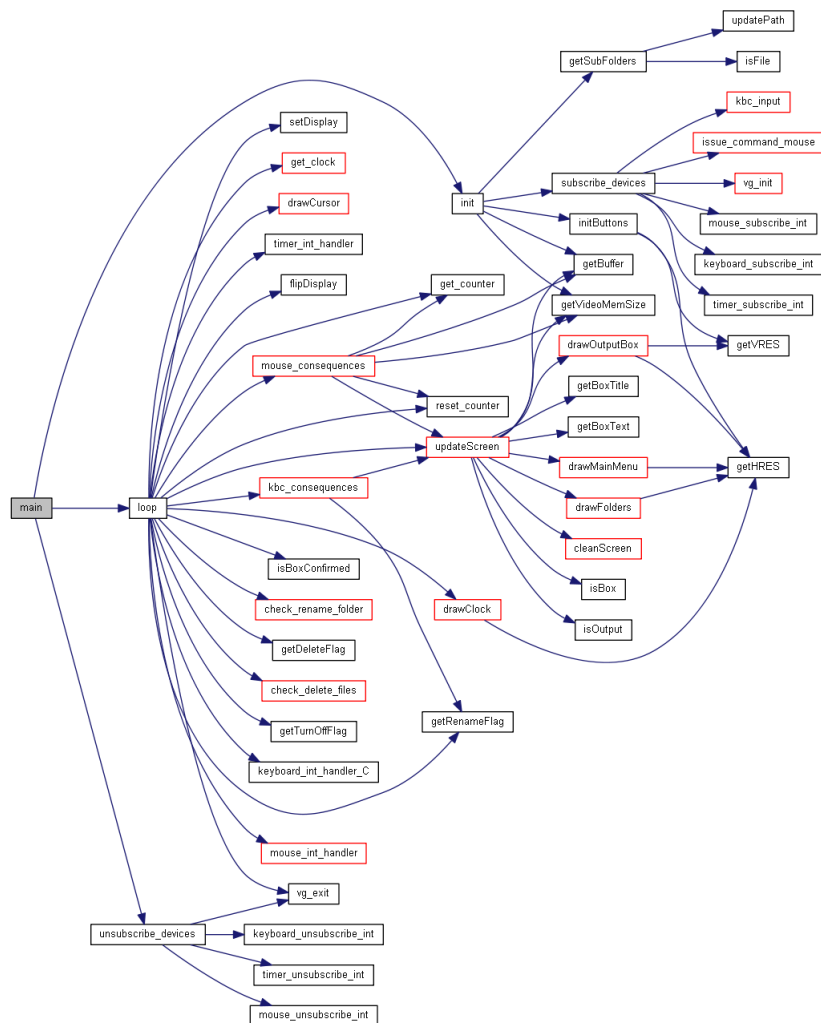 updatePath
getSubFolders
isFile
kbc_input
setDisplay
issue_command_mouse
get_clock
subscribe_devices
vg_init
drawCursor
init
initButtons
mouse_subscribe_int
timer_int_handler
keyboard_subscribe_int
getBuffer
flipDisplay
get_counter
getVideoMemSize
timer_subscribe_int
drawOutputBox
getVRES
mouse_consequences
getBoxTitle
reset_counter
getBoxText
updateScreen
drawMainMenu
getHRES
kbc_consequences
main
loop
drawFolders
cleanScreen
isBoxConfirmed
isBox
check_rename_folder
drawClock
isOutput
getDeleteFlag
check_delete_files
getRenameFlag
getTurnOffFlag
keyboard_int_handler_C
mouse_int_handler
vg_exit
unsubscribe_devices
keyboard_unsubscribe_int
timer_unsubscribe_int
mouse_unsubscribe_int